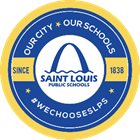 OUR CITY • OUR SCHOOLS
SINCE 1838
SAINT LOUIS
PUBLIC SCHOOLS
#WECHOOSESLPS